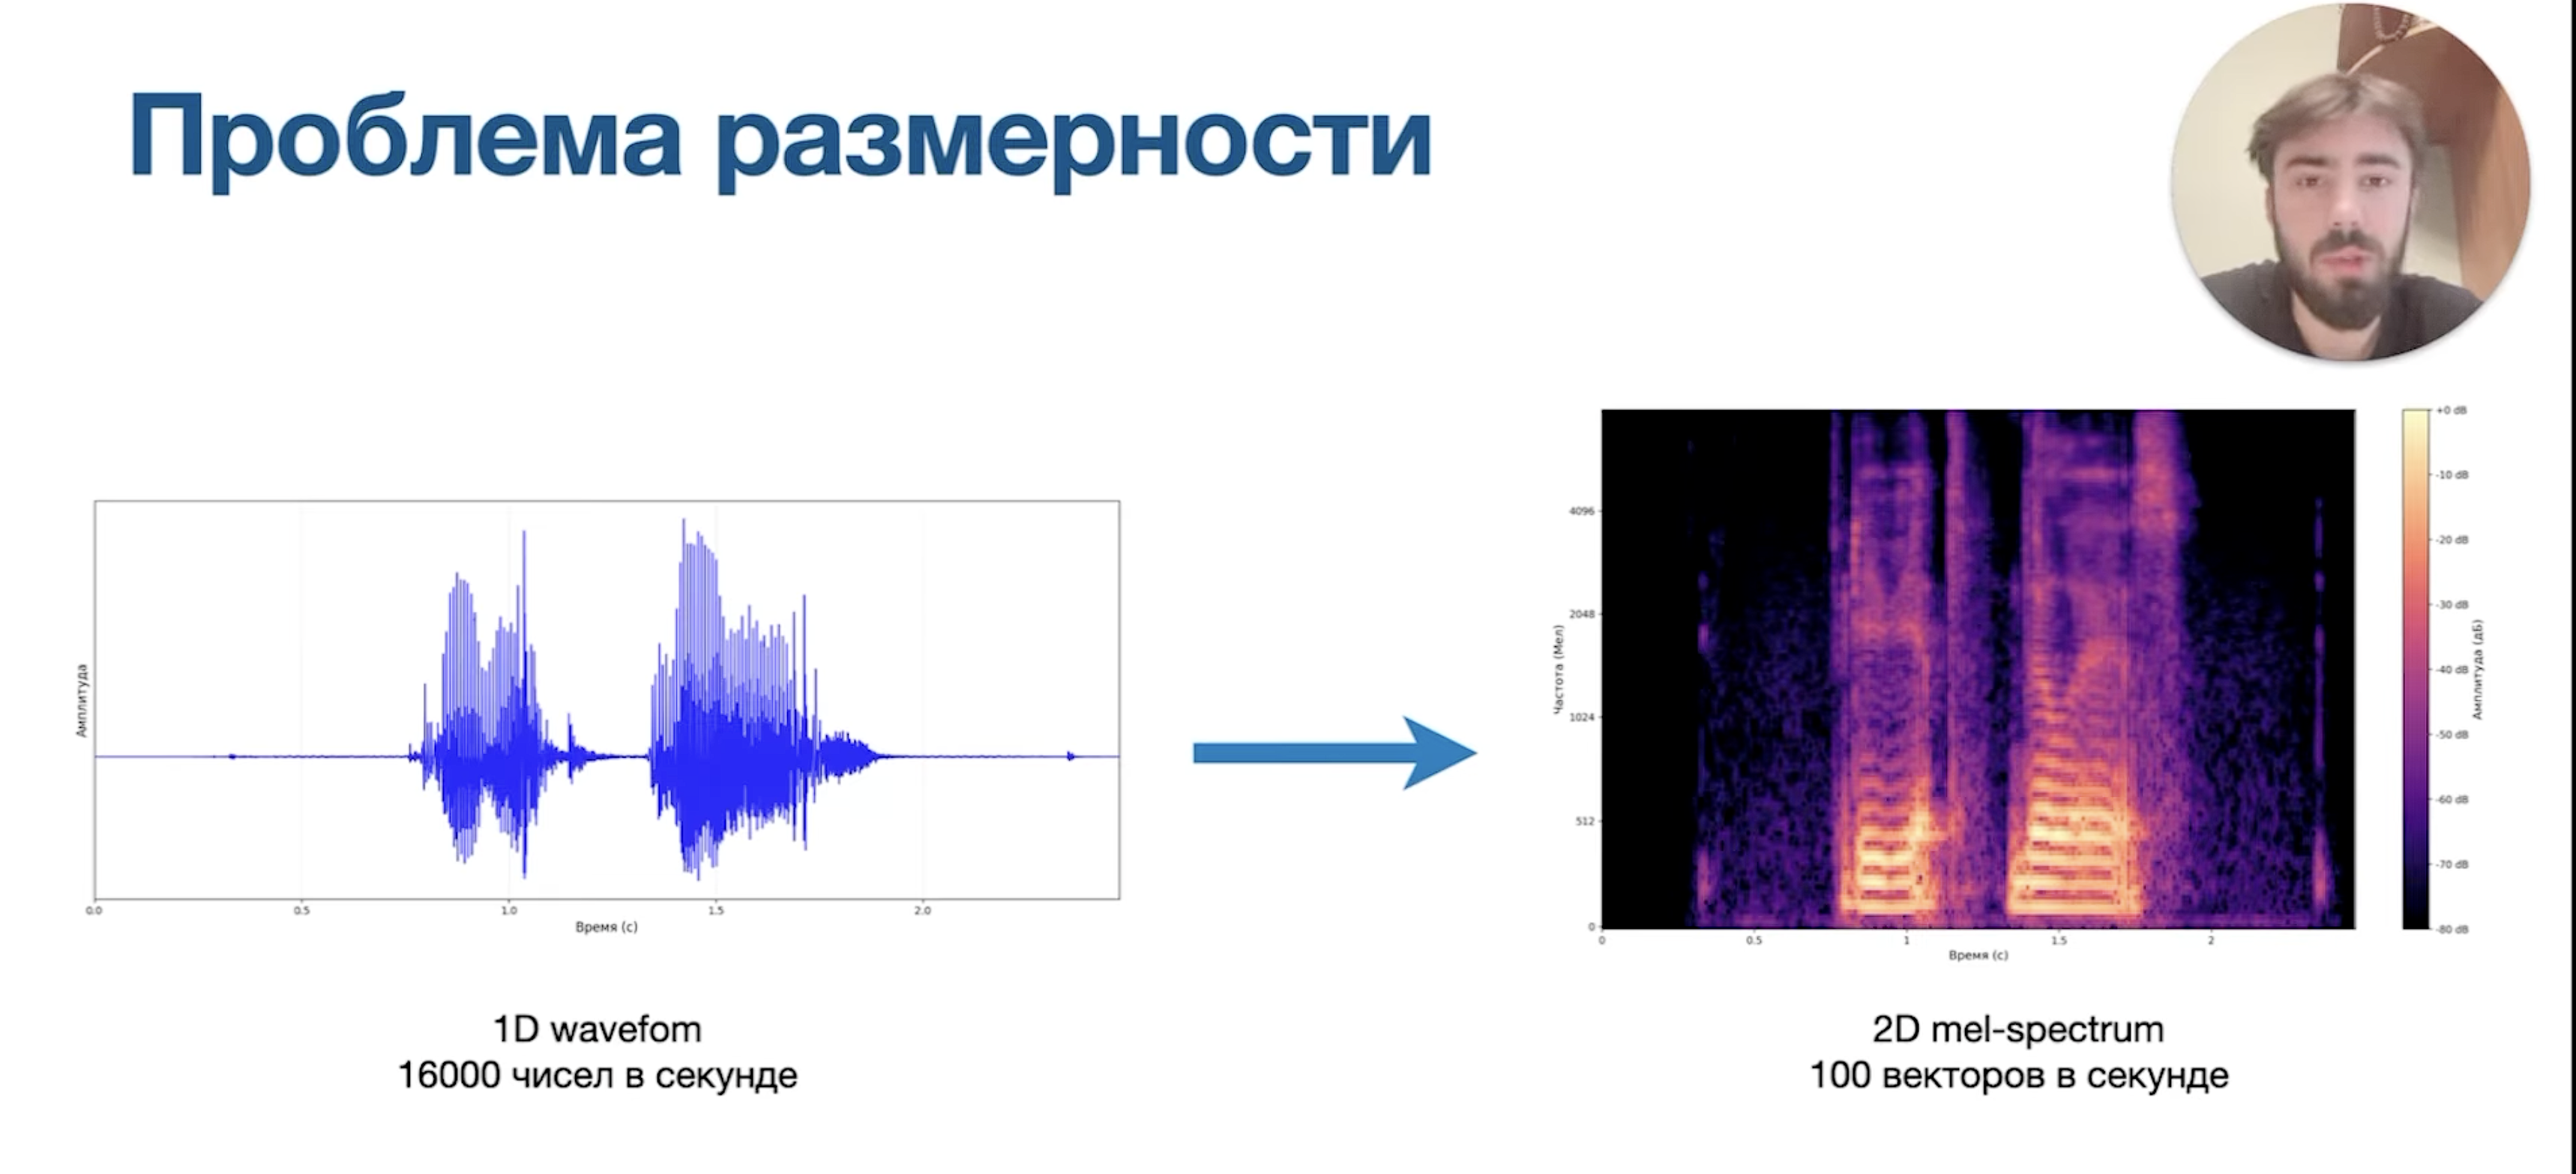 Проблема размерности
Амплитуда
0.0 0.5 1.0 1.5 2.0
Время (с)
1D wavefom
16000 чисел в секунде
Частота (Мел)
4096
2048
1024
512
0
0 0.5 1 1.5 2
Время (с)
+0 dB
-10 dB
-20 dB
-30 dB
-40 dB
-50 dB
-60 dB
-70 dB
-80 dB
Амплитуда (дБ)
2D mel-spectrum
100 векторов в секунде